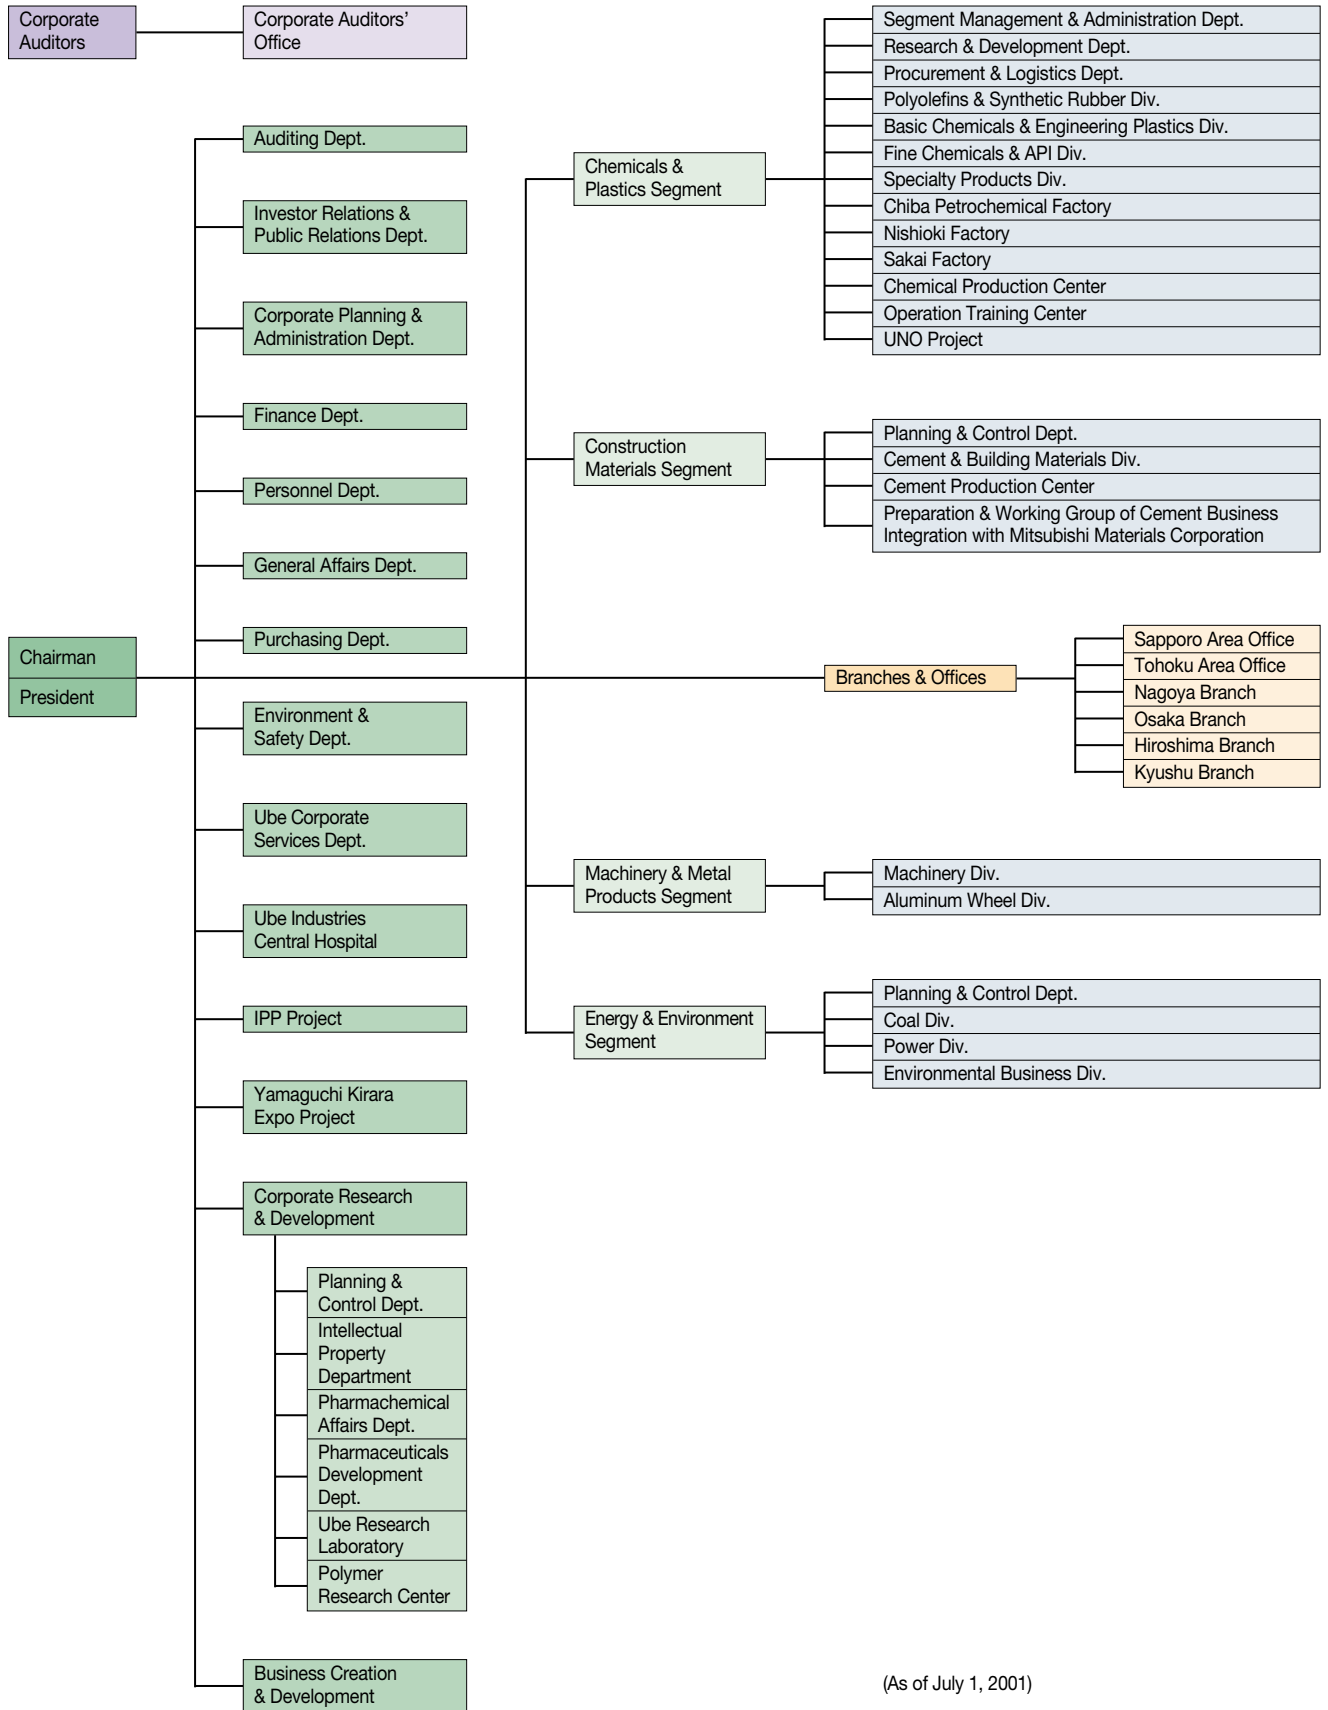 Corporate
Auditors
Corporate Auditors’
Office
Chairman
President
Auditing Dept.
Investor Relations &
Public Relations Dept.
Corporate Planning &
Administration Dept.
Finance Dept.
Personnel Dept.
General Affairs Dept.
Purchasing Dept.
Environment &
Safety Dept.
Ube Corporate
Services Dept.
Ube Industries
Central Hospital
IPP Project
Yamaguchi Kirara
Expo Project
Corporate Research
& Development
Planning &
Control Dept.
Intellectual
Property
Department
Pharmachemical
Affairs Dept.
Pharmaceuticals
Development
Dept.
Ube Research
Laboratory
Polymer
Research Center
Business Creation
& Development
Chemicals &
Plastics Segment
Segment Management & Administration Dept.
Research & Development Dept.
Procurement & Logistics Dept.
Polyolefins & Synthetic Rubber Div.
Basic Chemicals & Engineering Plastics Div.
Fine Chemicals & API Div.
Specialty Products Div.
Chiba Petrochemical Factory
Nishioki Factory
Sakai Factory
Chemical Production Center
Operation Training Center
UNO Project
Construction
Materials Segment
Planning & Control Dept.
Cement & Building Materials Div.
Cement Production Center
Preparation & Working Group of Cement Business
Integration with Mitsubishi Materials Corporation
Branches & Offices
Sapporo Area Office
Tohoku Area Office
Nagoya Branch
Osaka Branch
Hiroshima Branch
Kyushu Branch
Machinery & Metal
Products Segment
Machinery Div.
Aluminum Wheel Div.
Energy & Environment
Segment
Planning & Control Dept.
Coal Div.
Power Div.
Environmental Business Div.
(As of July 1, 2001)